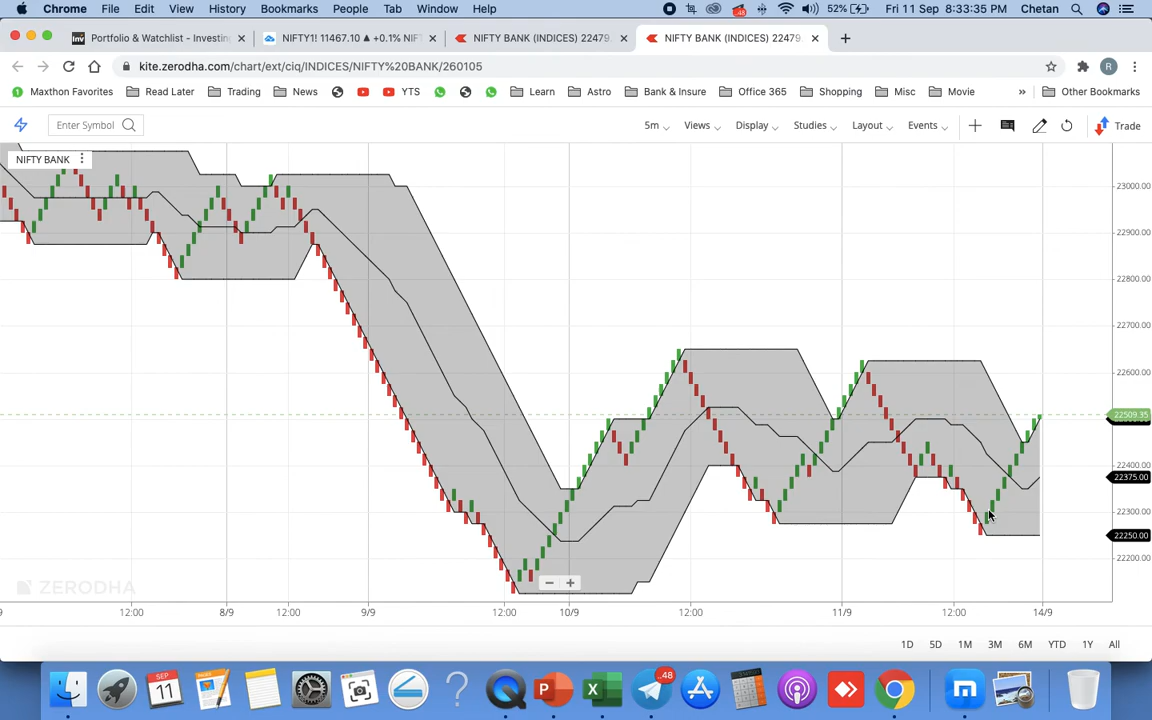 Chrome File Edit View History Bookmarks People Tab Window Help 48 52% Fri 11 Sep 8:33:35 PM Chetan
Inv Portfolio & Watchlist - Investing NIFTY1! 11467.10 ▲ +0.1% NIFT NIFTY BANK (INDICES) 22479. NIFTY BANK (INDICES) 22479.
kite.zerodha.com/chart/ext/ciq/INDICES/NIFTY%20BANK/260105 R
1 Maxthon Favorites Read Later Trading News YTS Learn Astro Bank & Insure Office 365 Shopping Misc Movie » Other Bookmarks
Enter Symbol 5m Views Display Studies Layout Events Trade
NIFTY BANK
23000.00
22900.00
22800.00
22700.00
22600.00
22509.35
22400.00
22375.00
22300.00
22250.00
22200.00
ZERODHA
12:00 8/9 12:00 9/9 12:00 10/9 12:00 11/9 12:00 14/9
1D 5D 1M 3M 6M YTD 1Y All
SEP 11 ? P X ..48 m